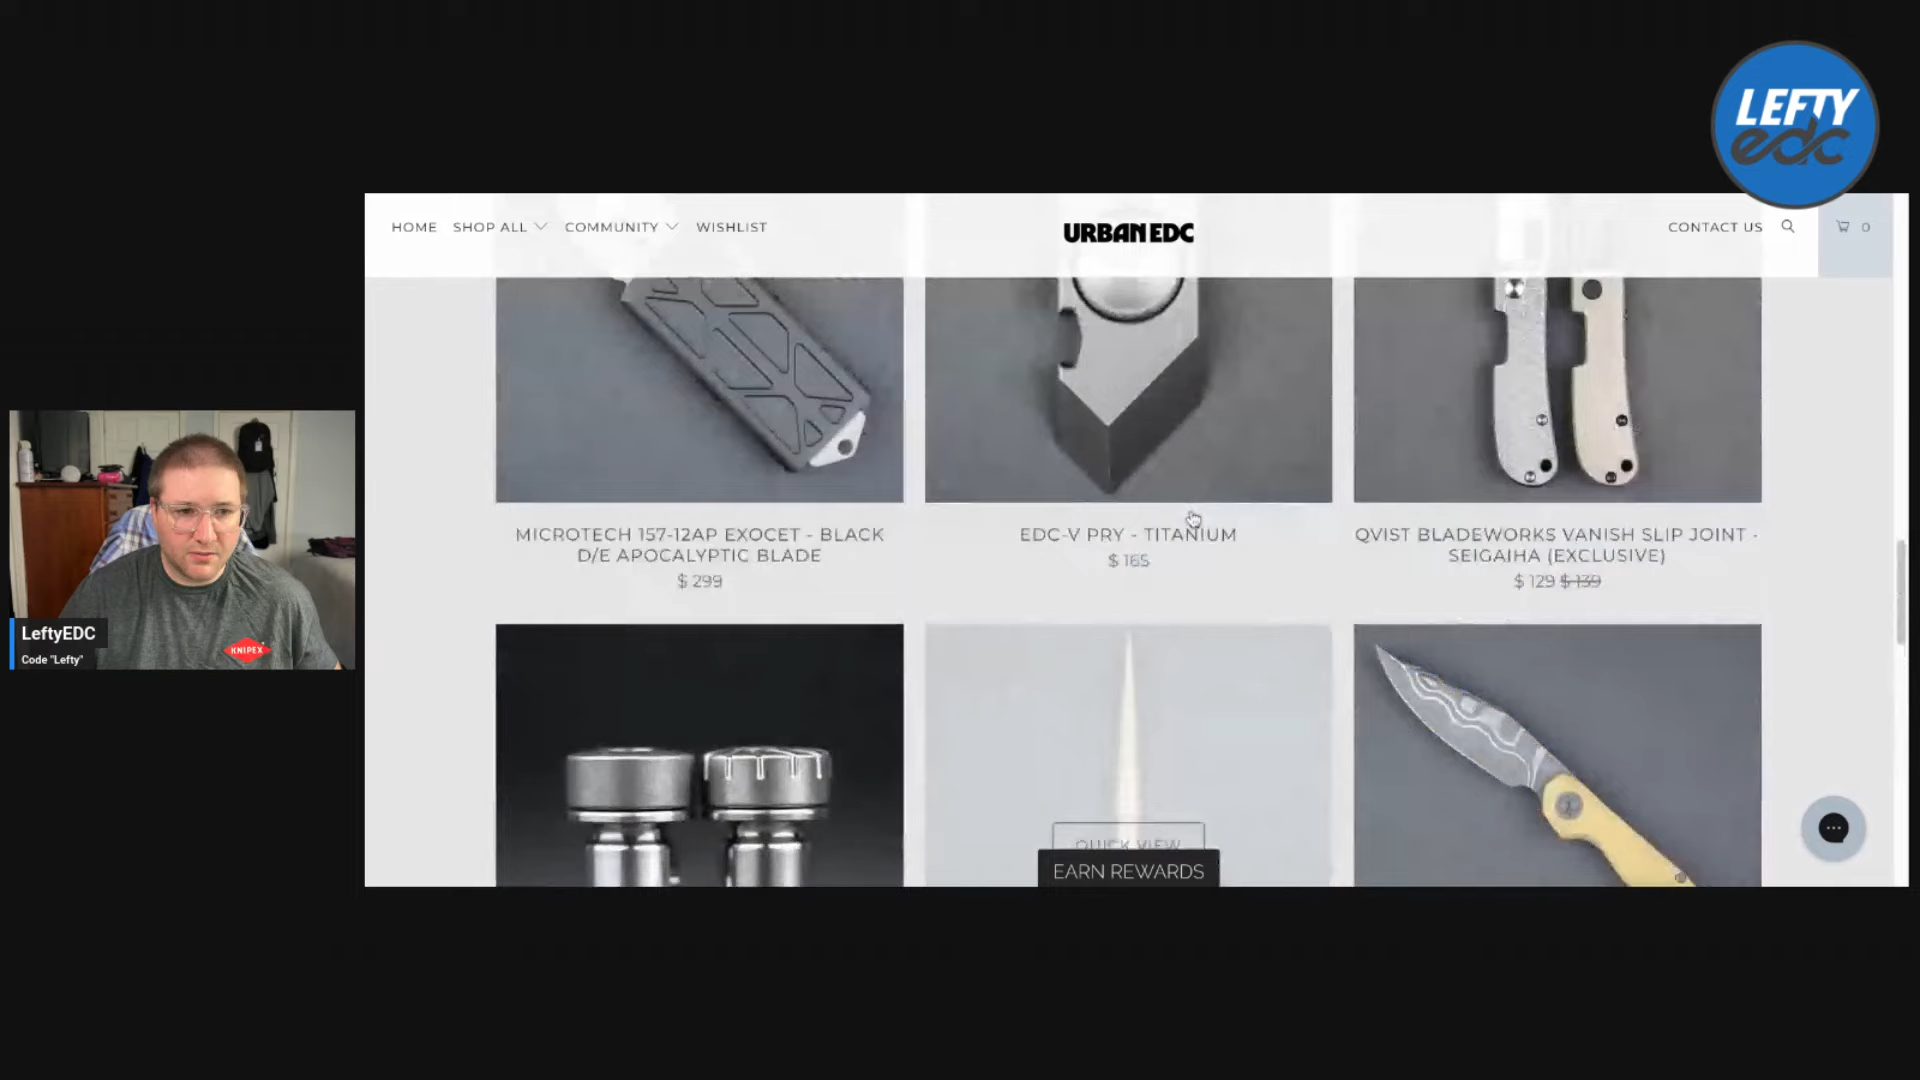 LEFTY
edc
HOME SHOP ALL COMMUNITY WISHLIST
URBAN EDC
CONTACT US 0
MICROTECH 157-12AP EXOCET - BLACK
D/E APOCALYPTIC BLADE
$ 299
EDC-V PRY - TITANIUM
$ 165
QVIST BLADEWORKS VANISH SLIP JOINT -
SEIGAIHA (EXCLUSIVE)
$ 129 $ 139
KNIPEX
LeftyEDC
Code "Lefty"
QUICK VIEW
EARN REWARDS